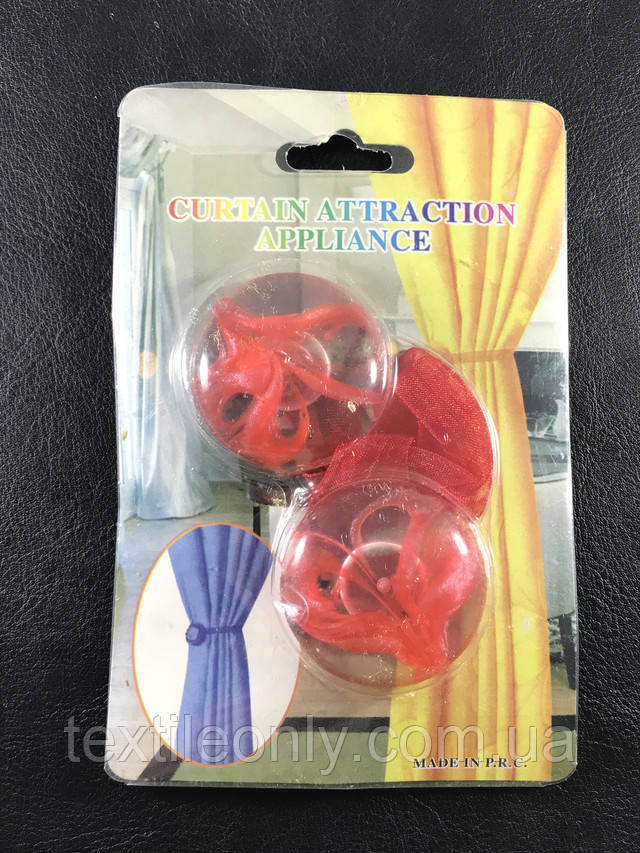 CURTAIN ATTRACTION
APPLIANCE
textileonly.com.ua
MADE IN P.R.C.